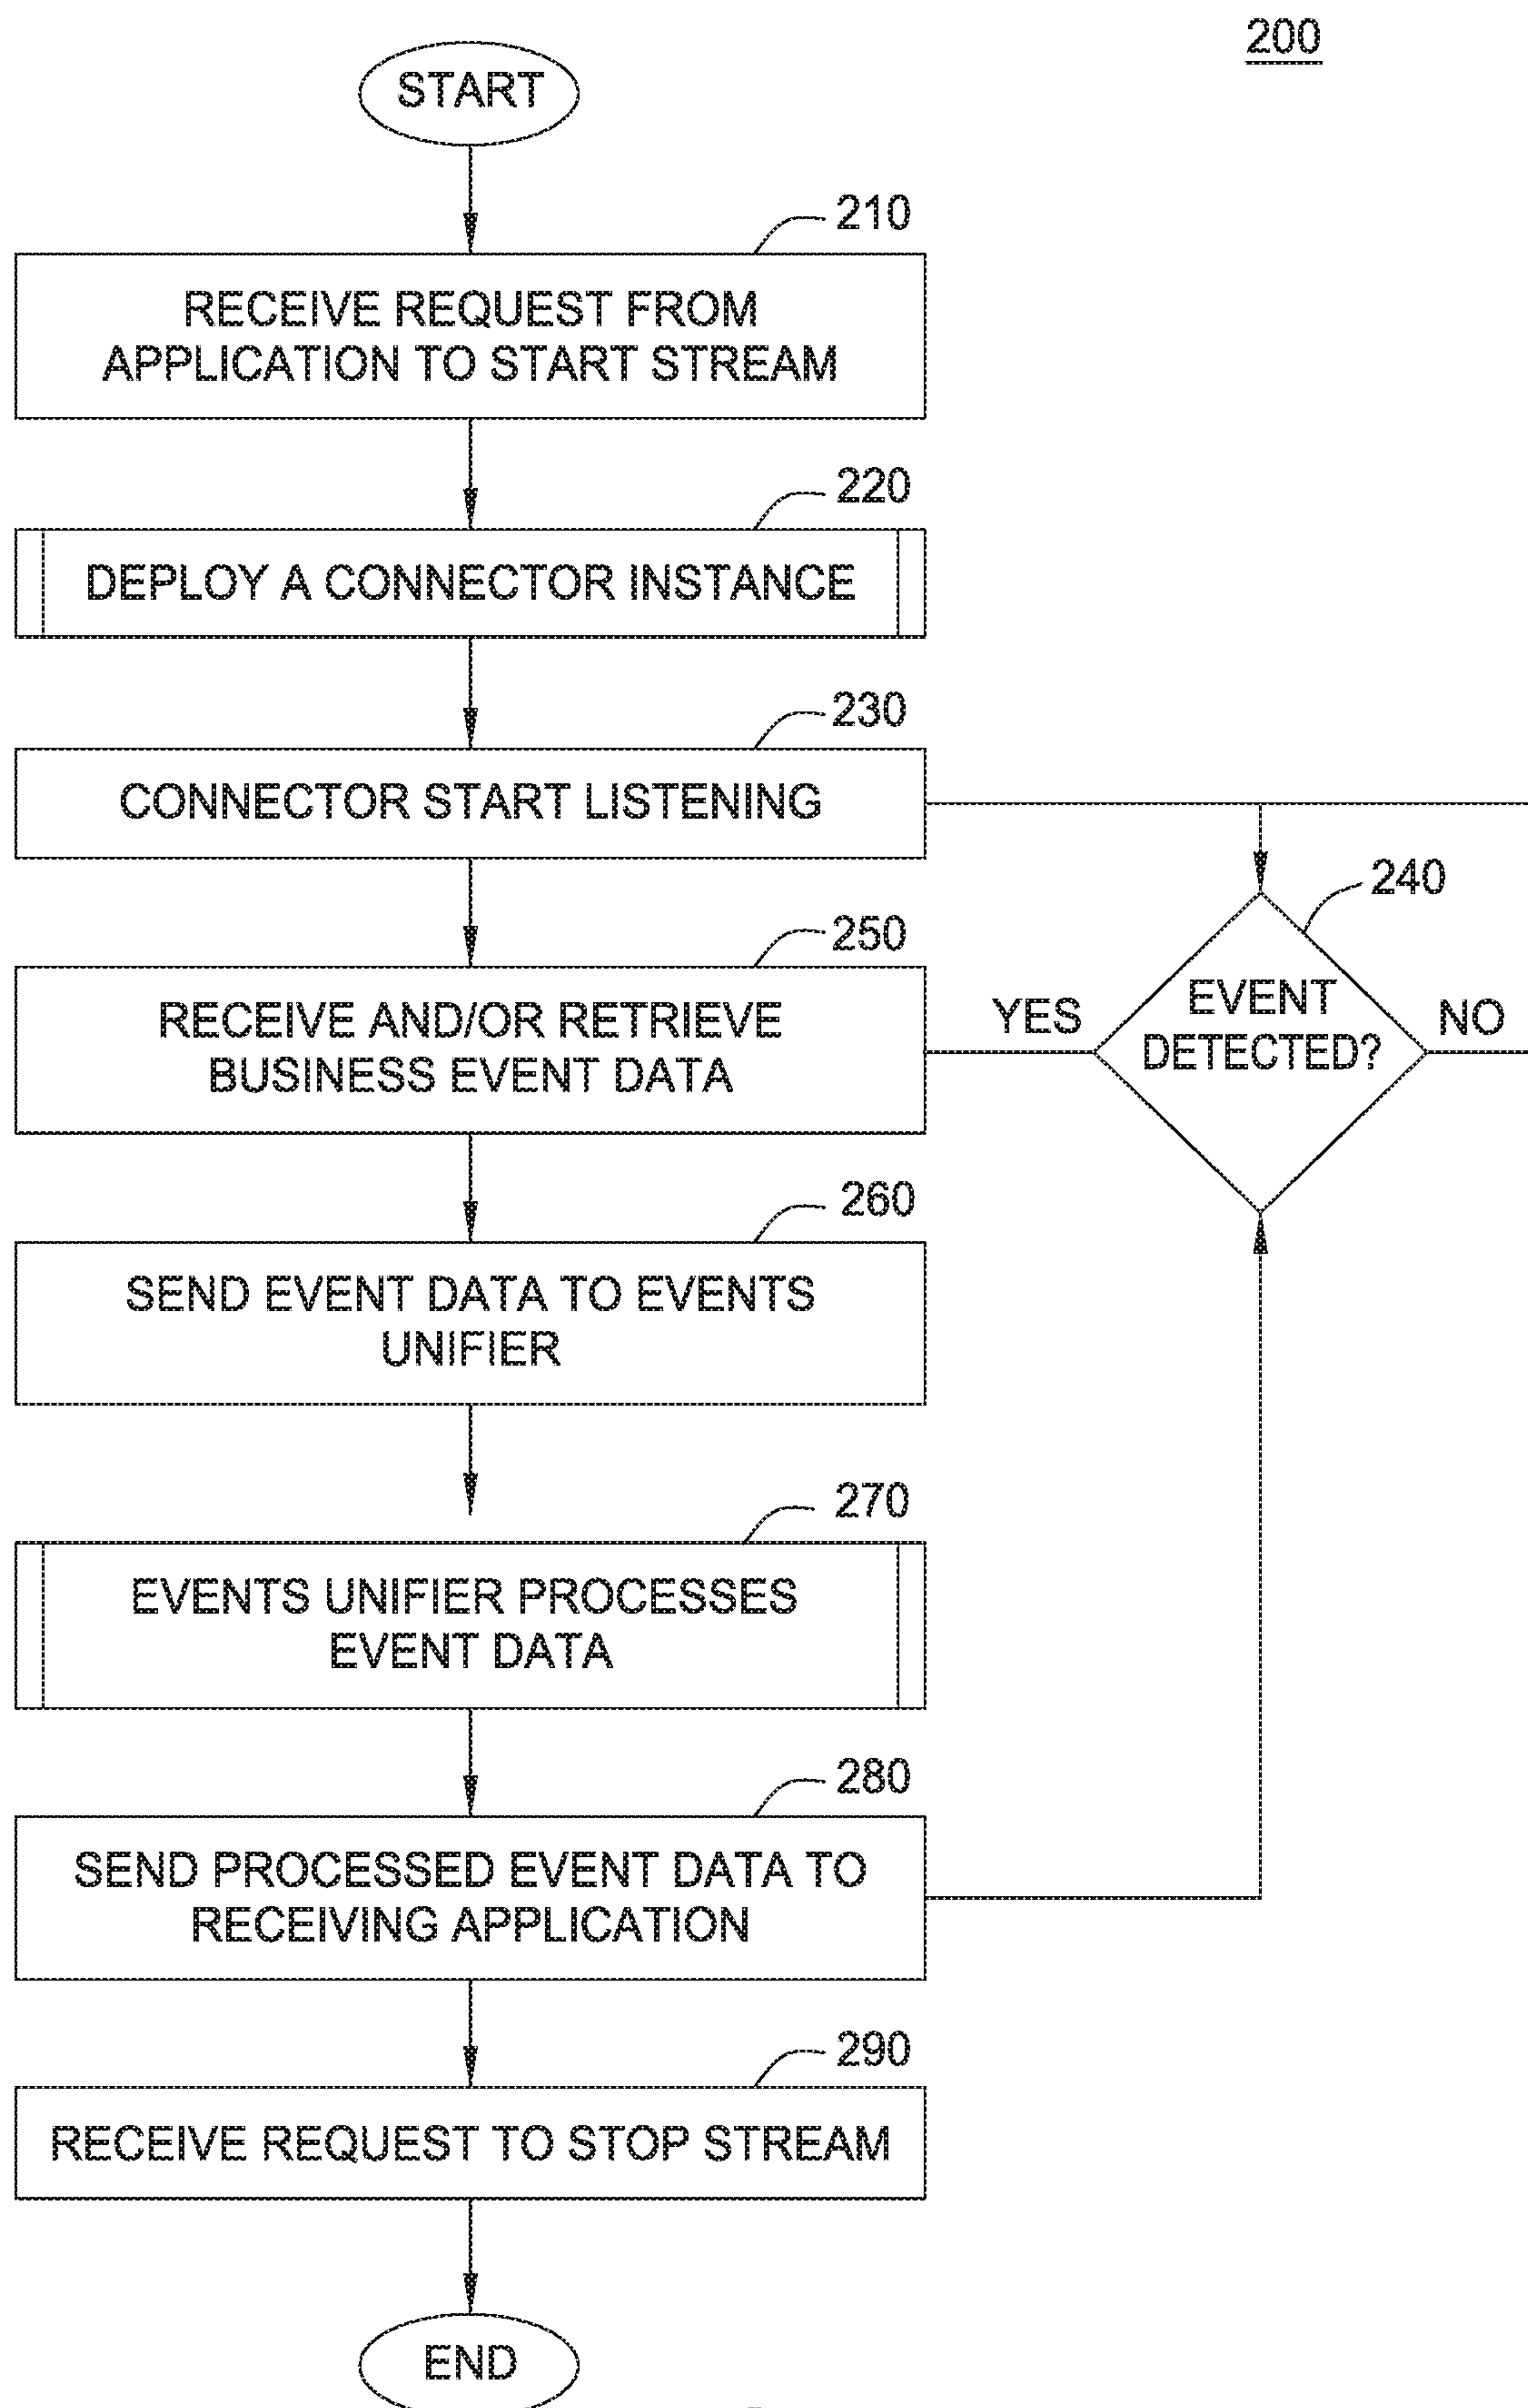 200
START
210
RECEIVE REQUEST FROM
APPLICATION TO START STREAM
220
DEPLOY A CONNECTOR INSTANCE
230
CONNECTOR START LISTENING
240
EVENT
DETECTED?
YES
NO
250
RECEIVE AND/OR RETRIEVE
BUSINESS EVENT DATA
260
SEND EVENT DATA TO EVENTS
UNIFIER
270
EVENTS UNIFIER PROCESSES
EVENT DATA
280
SEND PROCESSED EVENT DATA TO
RECEIVING APPLICATION
290
RECEIVE REQUEST TO STOP STREAM
END